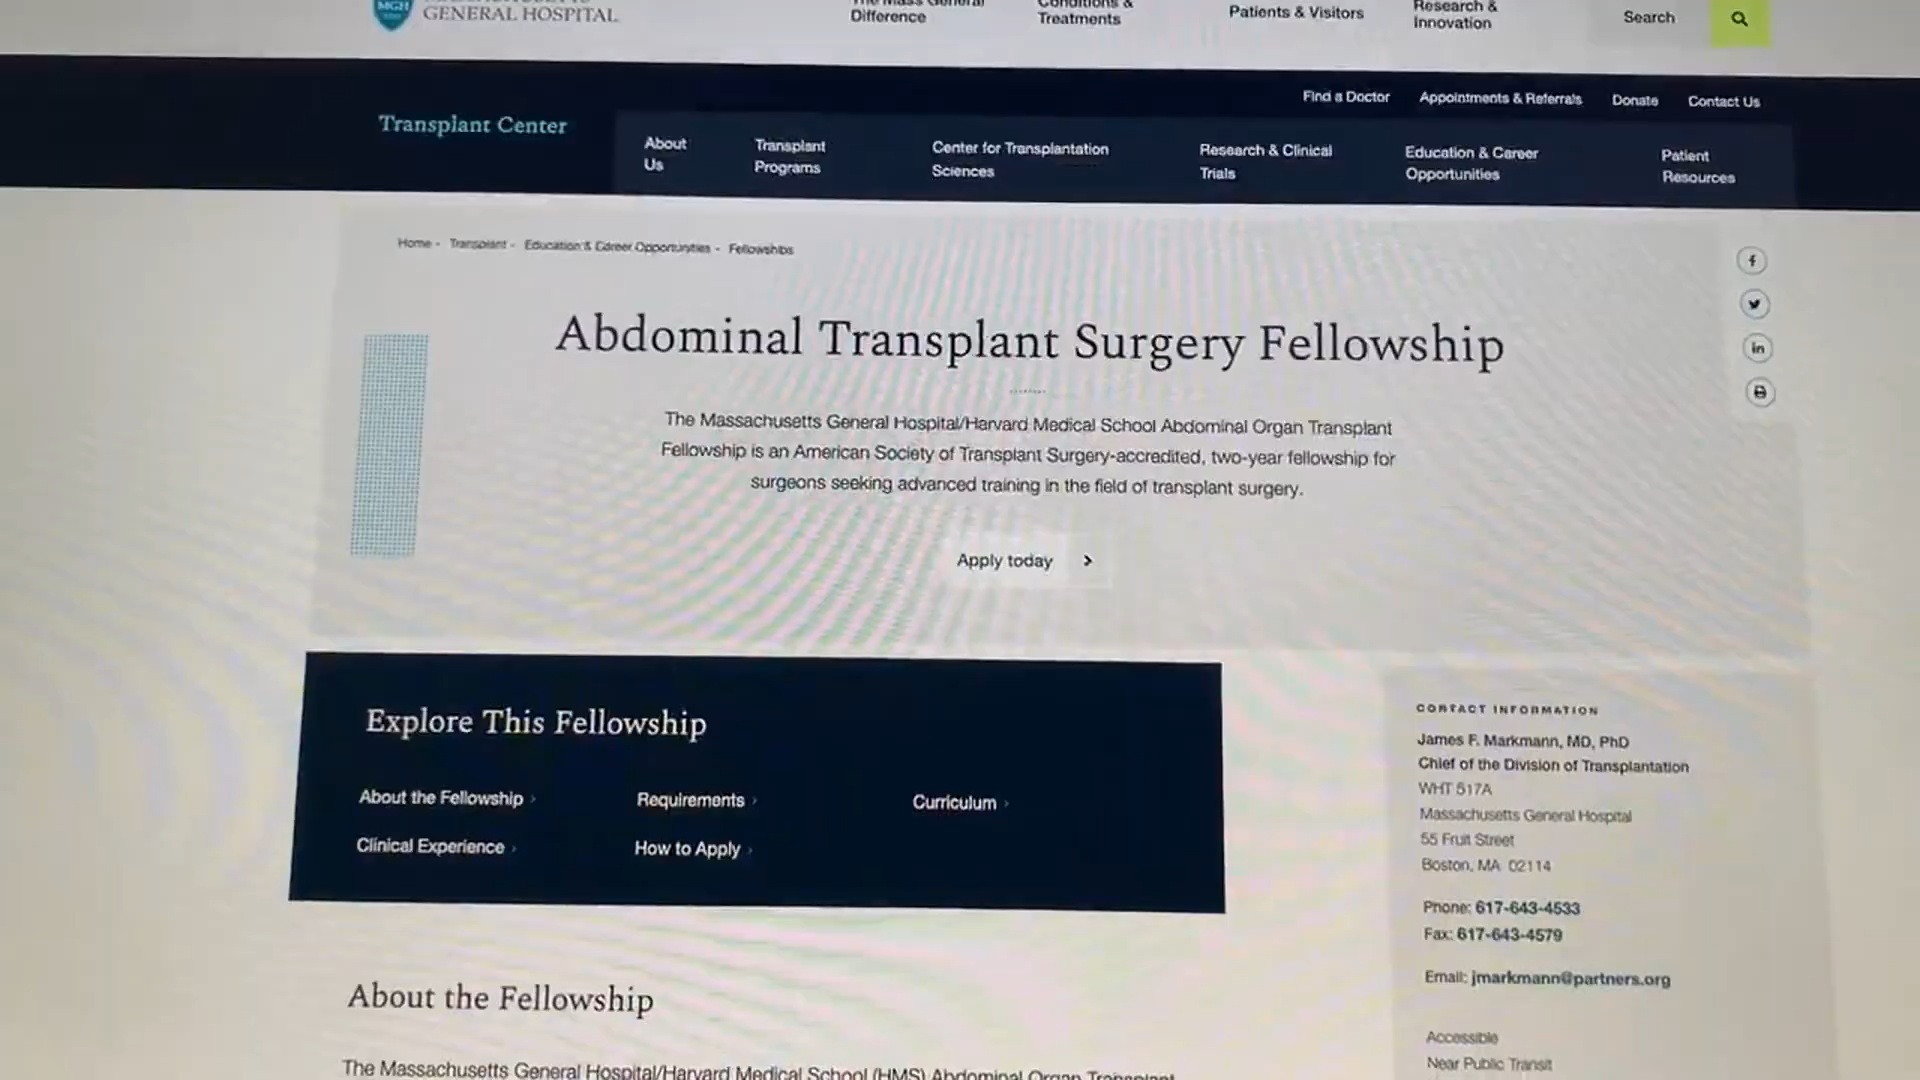 MGH
GENERAL HOSPITAL
The Mass General
Difference
Conditions &
Treatments
Patients & Visitors
Research &
Innovation
Search
Find a Doctor
Appointments & Referrals
Donate
Contact Us
Transplant Center
About
Us
Transplant
Programs
Center for Transplantation
Sciences
Research & Clinical
Trials
Education & Career
Opportunities
Patient
Resources
Home - Transplant - Education & Career Opportunities - Fellowships
Abdominal Transplant Surgery Fellowship
The Massachusetts General Hospital/Harvard Medical School Abdominal Organ Transplant
Fellowship is an American Society of Transplant Surgery-accredited, two-year fellowship for
surgeons seeking advanced training in the field of transplant surgery.
Apply today
Explore This Fellowship
About the Fellowship
Requirements
Curriculum
Clinical Experience
How to Apply
CONTACT INFORMATION
James F. Markmann, MD, PhD
Chief of the Division of Transplantation
WHT 517A
Massachusetts General Hospital
55 Fruit Street
Boston, MA 02114
Phone: 617-643-4533
Fax: 617-643-4579
Email: jmarkmann@partners.org
Accessible
Near Public Transit
About the Fellowship
The Massachusetts General Hospital/Harvard Medical School (HMS) Abdominal Organ Transplant